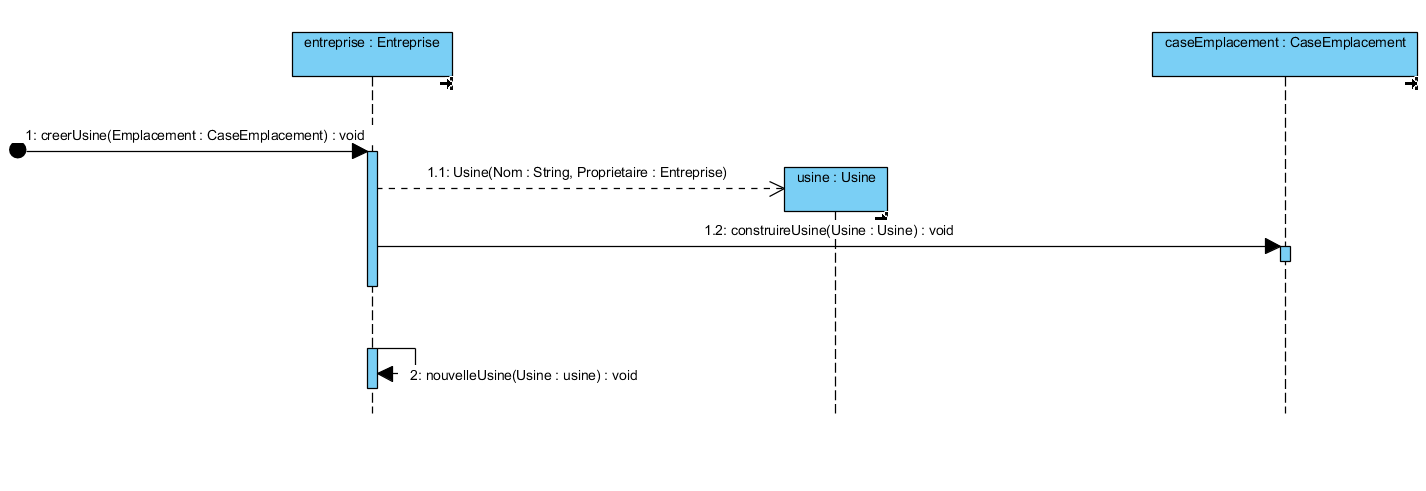 entreprise : Entreprise
caseEmplacement : CaseEmplacement
1: creerUsine(Emplacement : CaseEmplacement) : void
1.1: Usine(Nom : String, Proprietaire : Entreprise)
usine : Usine
1.2: construireUsine(Usine : Usine) : void
2: nouvelleUsine(Usine : usine) : void